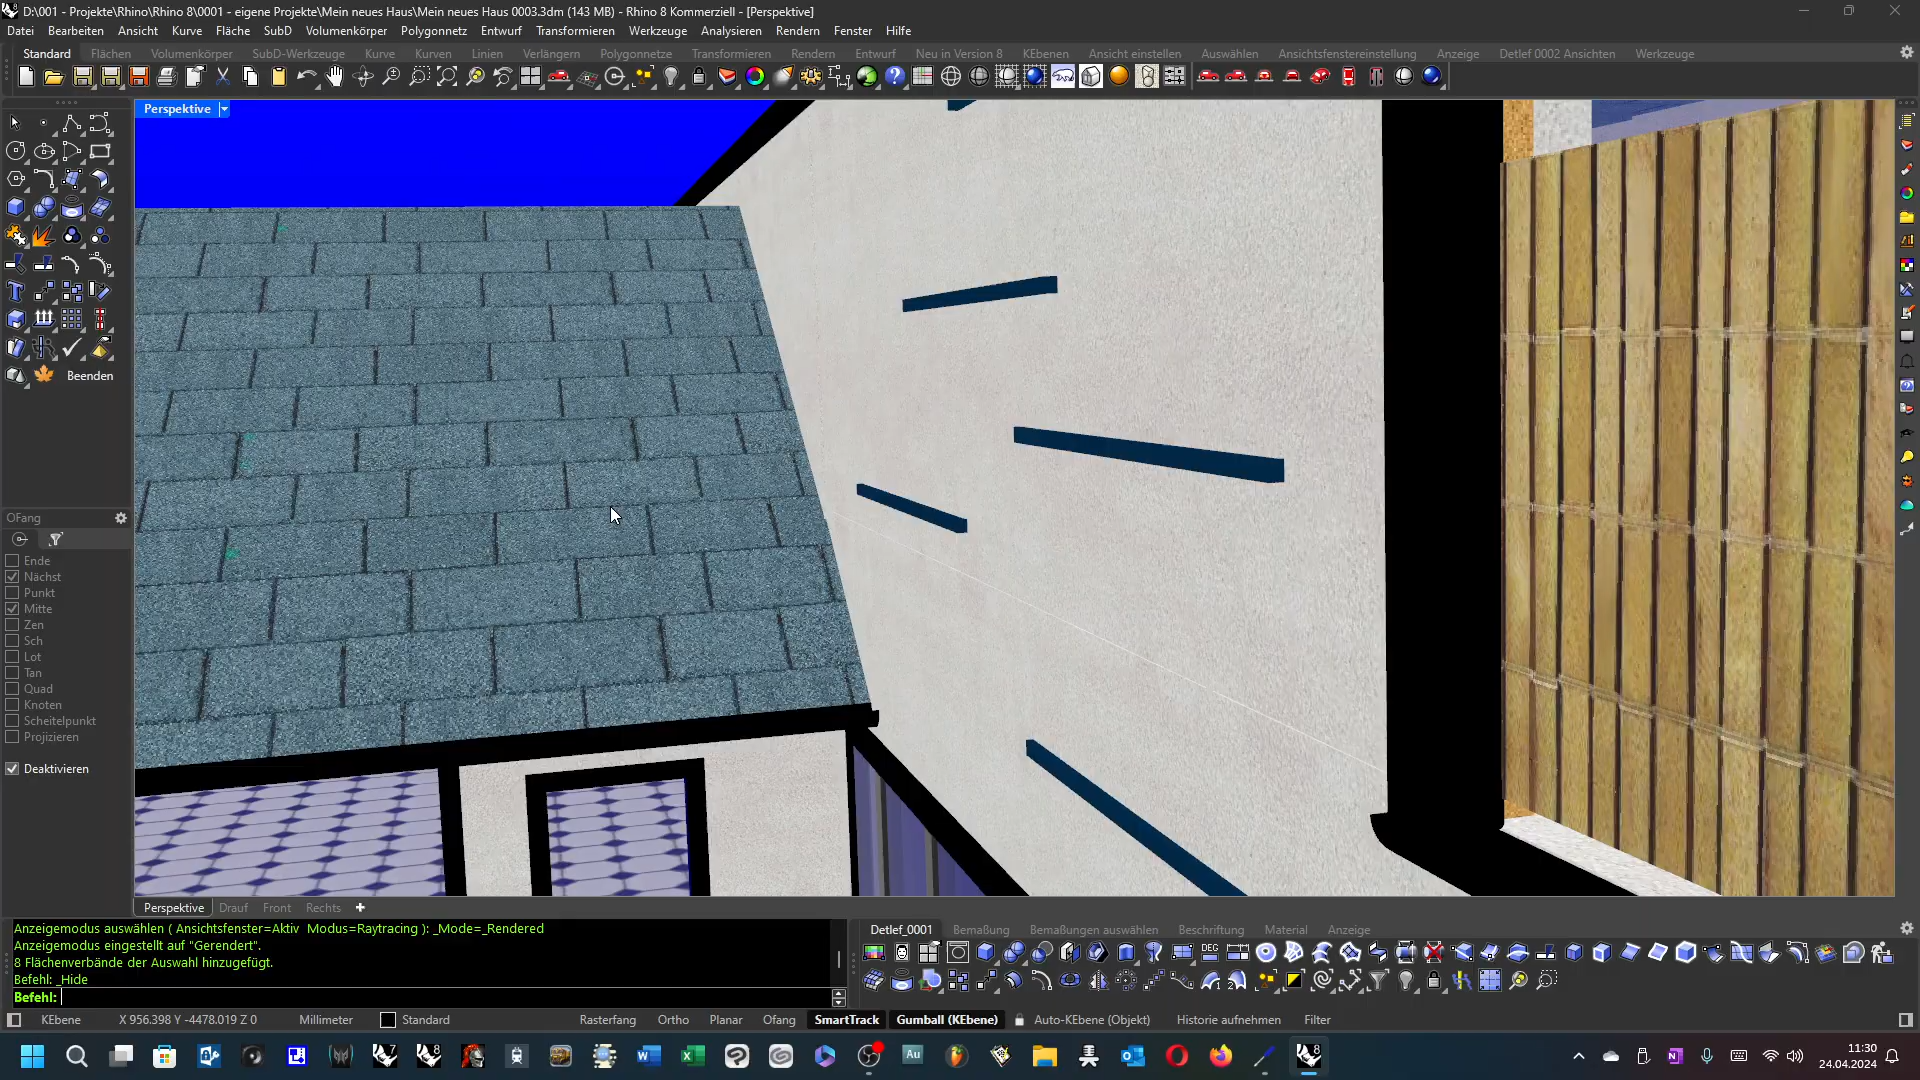 D:\001 - Projekte\Rhino\Rhino 8\0001 - eigene Projekte\Mein neues Haus\Mein neues Haus 0003.3dm (143 MB) - Rhino 8 Kommerziell - [Perspektive]
Datei Bearbeiten Ansicht Kurve Fläche SubD Volumenkörper Polygonnetz Entwurf Transformieren Werkzeuge Analysieren Rendern Fenster Hilfe
Standard Flächen Volumenkörper SubD-Werkzeuge Kurve Kurven Linien Verlängern Polygonnetze Transformieren Rendern Entwurf Neu in Version 8 KEbenen Ansicht einstellen Auswählen Ansichtsfenstereinstellung Anzeige Detlef 0002 Ansichten Werkzeuge
Perspektive
Beenden
OFang
Ende
Nächst
Punkt
Mitte
Zen
Sch
Lot
Tan
Quad
Knoten
Scheitelpunkt
Projizieren
Deaktivieren
Perspektive Drauf Front Rechts
Anzeigemodus auswählen ( Ansichtsfenster=Aktiv Modus=Raytracing ): _Mode=_Rendered
Anzeigemodus eingestellt auf "Gerendert".
8 Flächenverbände der Auswahl hinzugefügt.
Befehl: _Hide
Befehl:
Detlef_0001 Bemaßung Bemaßungen auswählen Beschriftung Material Anzeige
DEG
KEbene X 956.398 Y -4478.019 Z 0 Millimeter Standard Rasterfang Ortho Planar Ofang SmartTrack Gumball (KEbene) Auto-KEbene (Objekt) Historie aufnehmen Filter
7 8 Au 8
11:30
24.04.2024